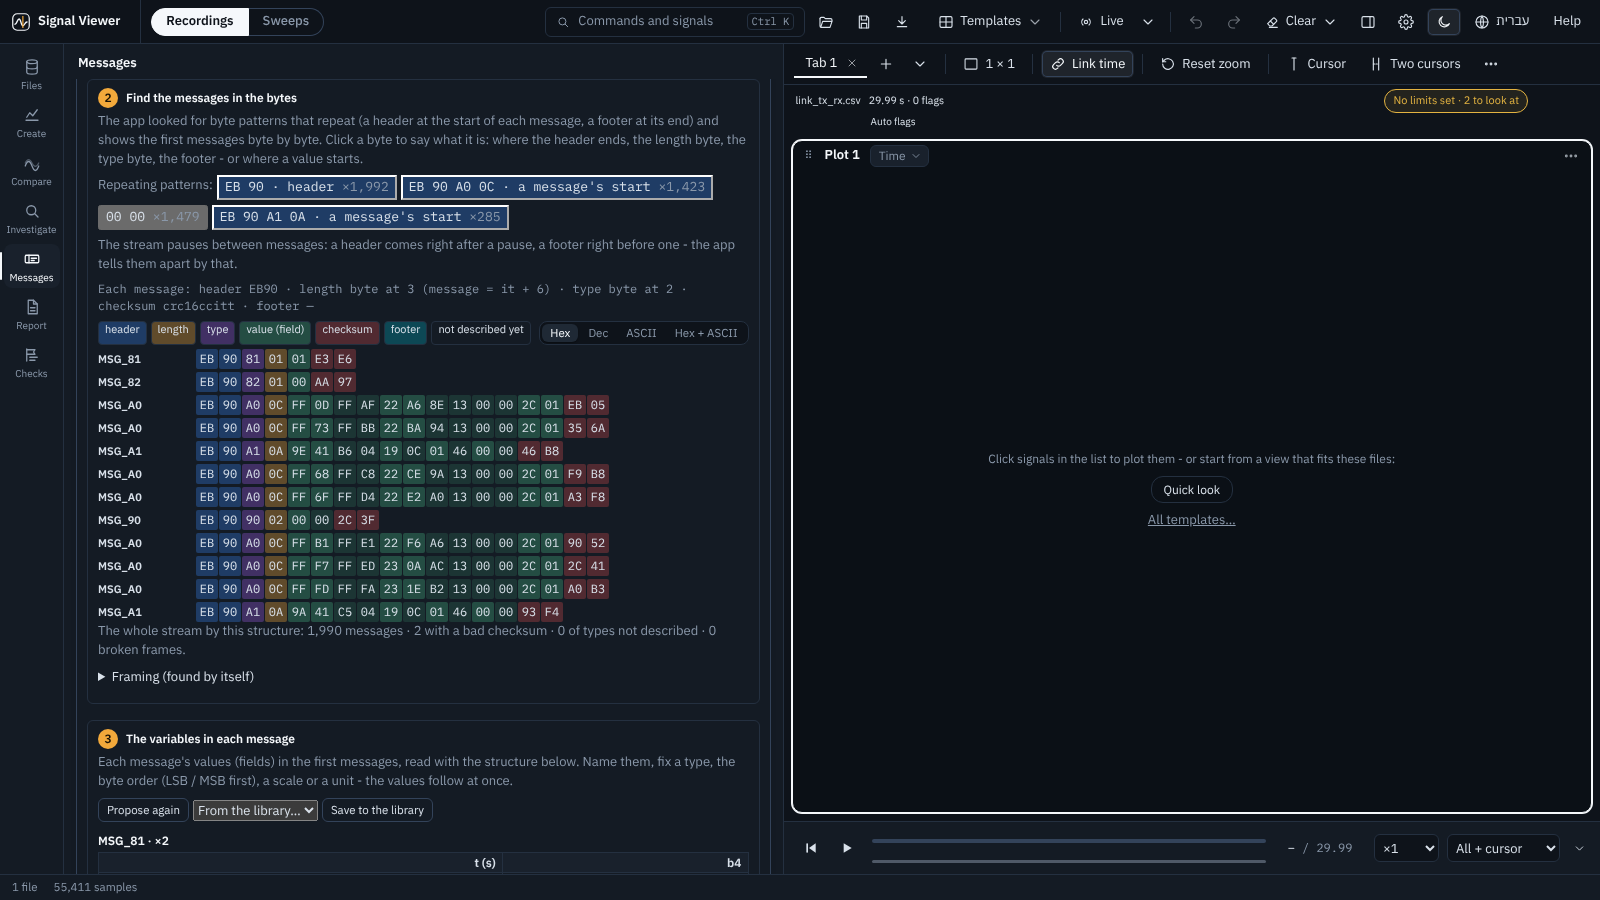 Signal Viewer
Recordings Sweeps
Commands and signals Ctrl K
Templates Live Clear עברית Help
Files
Create
Compare
Investigate
Messages
Report
Checks
Messages
2 Find the messages in the bytes
The app looked for byte patterns that repeat (a header at the start of each message, a footer at its end) and
shows the first messages byte by byte. Click a byte to say what it is: where the header ends, the length byte, the
type byte, the footer - or where a value starts.
Repeating patterns: EB 90 · header ×1,992 EB 90 A0 0C · a message's start ×1,423
00 00 ×1,479 EB 90 A1 0A · a message's start ×285
The stream pauses between messages: a header comes right after a pause, a footer right before one - the app
tells them apart by that.
Each message: header EB90 · length byte at 3 (message = it + 6) · type byte at 2 ·
checksum crc16ccitt · footer —
header length type value (field) checksum footer not described yet Hex Dec ASCII Hex + ASCII
MSG_81 EB 90 81 01 01 E3 E6
MSG_82 EB 90 82 01 00 AA 97
MSG_A0 EB 90 A0 0C FF 0D FF AF 22 A6 8E 13 00 00 2C 01 EB 05
MSG_A0 EB 90 A0 0C FF 73 FF BB 22 BA 94 13 00 00 2C 01 35 6A
MSG_A1 EB 90 A1 0A 9E 41 B6 04 19 0C 01 46 00 00 46 B8
MSG_A0 EB 90 A0 0C FF 68 FF C8 22 CE 9A 13 00 00 2C 01 F9 B8
MSG_A0 EB 90 A0 0C FF 6F FF D4 22 E2 A0 13 00 00 2C 01 A3 F8
MSG_90 EB 90 90 02 00 00 2C 3F
MSG_A0 EB 90 A0 0C FF B1 FF E1 22 F6 A6 13 00 00 2C 01 90 52
MSG_A0 EB 90 A0 0C FF F7 FF ED 23 0A AC 13 00 00 2C 01 2C 41
MSG_A0 EB 90 A0 0C FF FD FF FA 23 1E B2 13 00 00 2C 01 A0 B3
MSG_A1 EB 90 A1 0A 9A 41 C5 04 19 0C 01 46 00 00 93 F4
The whole stream by this structure: 1,990 messages · 2 with a bad checksum · 0 of types not described · 0
broken frames.
Framing (found by itself)
3 The variables in each message
Each message's values (fields) in the first messages, read with the structure below. Name them, fix a type, the
byte order (LSB / MSB first), a scale or a unit - the values follow at once.
Propose again From the library... Save to the library
MSG_81 · ×2
t (s) b4
Tab 1 1 × 1 Link time Reset zoom Cursor Two cursors
link_tx_rx.csv 29.99 s · 0 flags No limits set · 2 to look at
Auto flags
Plot 1 Time
Click signals in the list to plot them - or start from a view that fits these files:
Quick look
All templates...
– / 29.99 ×1 All + cursor
1 file 55,411 samples